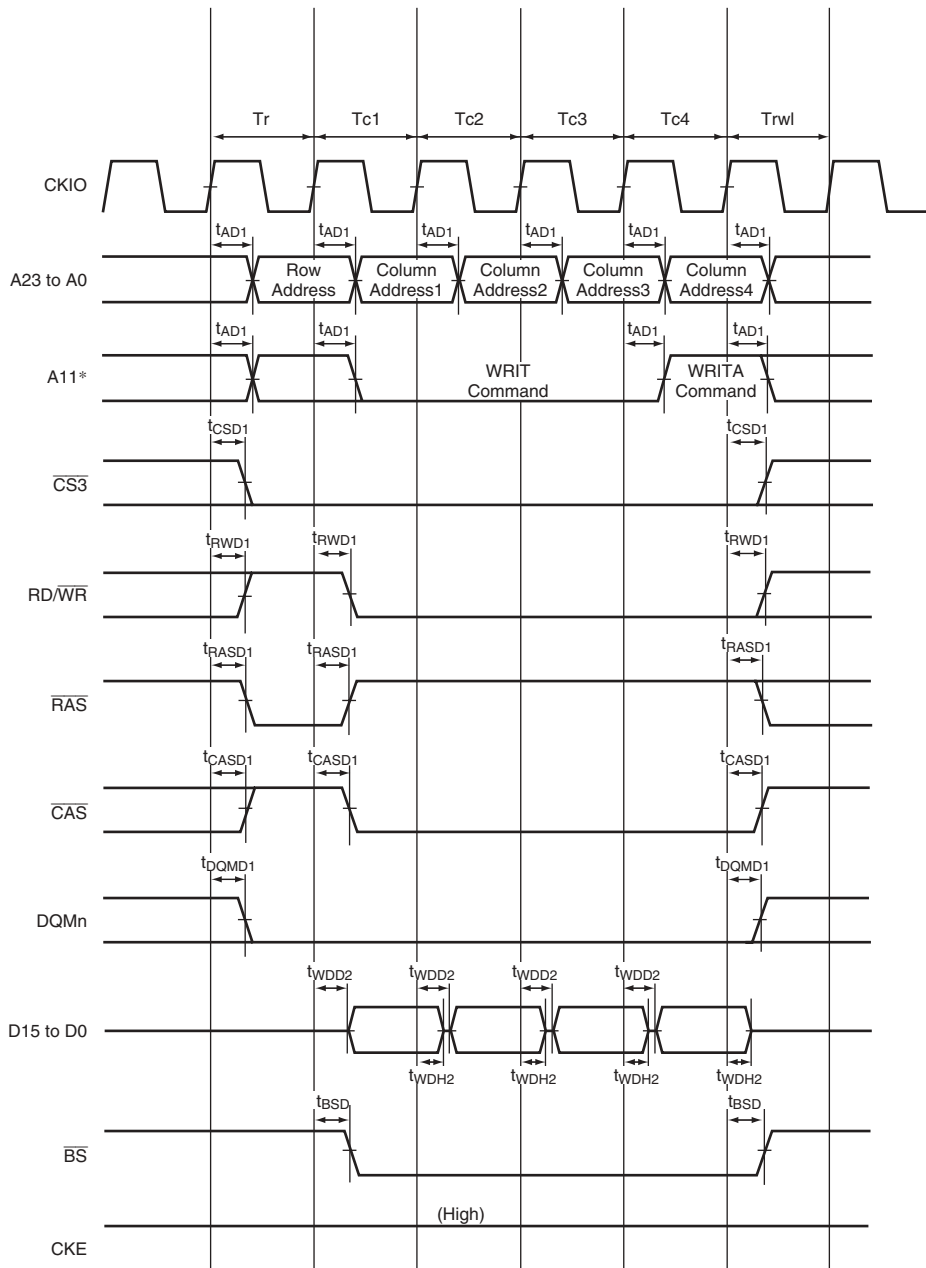 Tr Tc1 Tc2 Tc3 Tc4 Trwl
CKIO
tAD1 tAD1 tAD1 tAD1 tAD1 tAD1
A23 to A0
Row Address
Column Address1
Column Address2
Column Address3
Column Address4
tAD1 tAD1 tAD1 tAD1
A11*
WRIT Command
WRITA Command
tCSD1 tCSD1
CS3
tRWD1 tRWD1 tRWD1
RD/WR
tRASD1 tRASD1 tRASD1
RAS
tCASD1 tCASD1 tCASD1
CAS
tDQMD1 tDQMD1
DQMn
tWDD2 tWDD2 tWDD2 tWDD2
D15 to D0
tWDH2 tWDH2 tWDH2 tWDH2
tBSD tBSD
BS
(High)
CKE